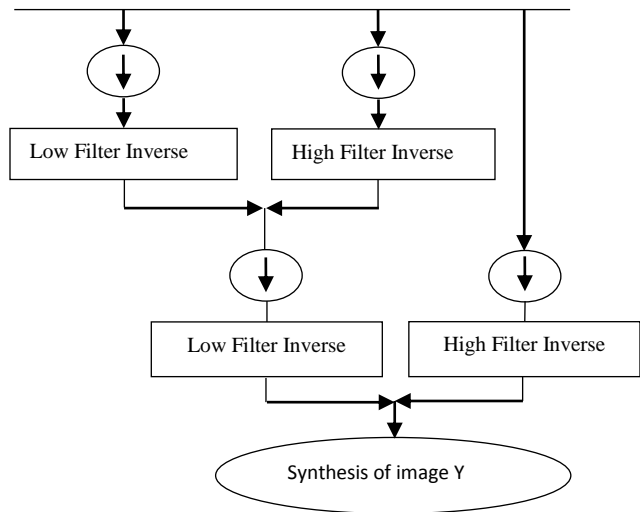 Low Filter Inverse
High Filter Inverse
Low Filter Inverse
High Filter Inverse
Synthesis of image Y